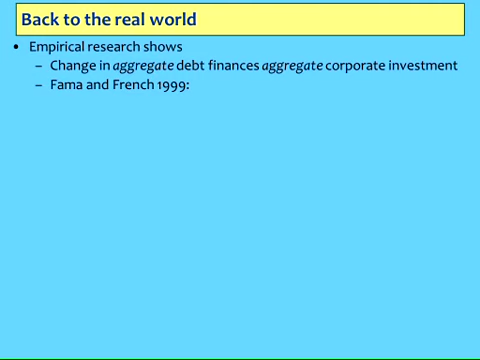 Back to the real world
• Empirical research shows
– Change in aggregate debt finances aggregate corporate investment
– Fama and French 1999: